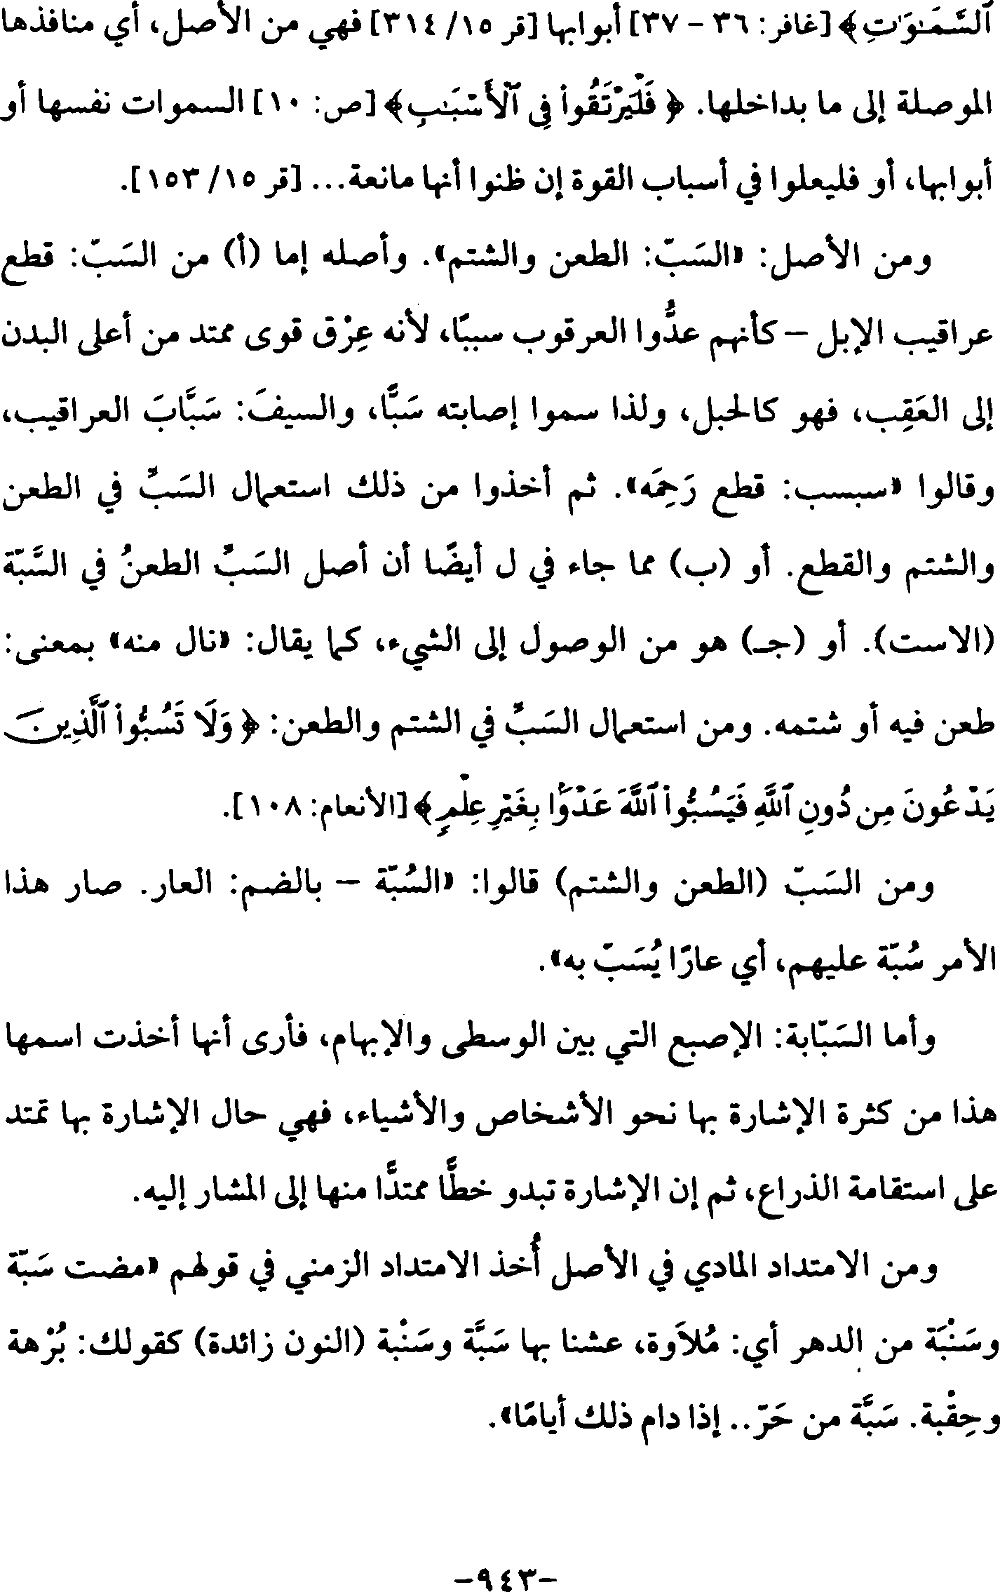 ٱلسَّمَـٰوَٰتِ﴾ [غافر: ٣٦ - ٣٧] أبوابها [قر ١٥/ ٣١٤] فهي من الأصل، أي منافذها
الموصلة إلى ما بداخلها. ﴿فَلْيَرْتَقُوا۟ فِى ٱلْأَسْبَـٰبِ﴾ [ص: ١٠] السموات نفسها أو
أبوابها، أو فليعلوا في أسباب القوة إن ظنوا أنها مانعة... [قر ١٥/ ١٥٣].
ومن الأصل: «السَبّ: الطعن والشتم». وأصله إما (أ) من السَبّ: قطع
عراقيب الإبل – كأنهم عدُّوا العرقوب سببًا، لأنه عِرْق قوى ممتد من أعلى البدن
إلى العَقِب، فهو كالحبل، ولذا سموا إصابته سَبًّا، والسيفَ: سَبَّابَ العراقيب،
وقالوا «سبسب: قطع رَحِمَه». ثم أخذوا من ذلك استعمال السَبِّ في الطعن
والشتم والقطع. أو (ب) مما جاء في ل أيضًا أن أصل السَبِّ الطعنُ في السَّبّة
(الاست). أو (جـ) هو من الوصول إلى الشيء، كما يقال: «نال منه» بمعنى:
طعن فيه أو شتمه. ومن استعمال السَبِّ في الشتم والطعن: ﴿وَلَا تَسُبُّوا۟ ٱلَّذِينَ
يَدْعُونَ مِن دُونِ ٱللَّهِ فَيَسُبُّوا۟ ٱللَّهَ عَدْوًۢا بِغَيْرِ عِلْمٍ﴾ [الأنعام: ١٠٨].
ومن السَبّ (الطعن والشتم) قالوا: «السُبّة – بالضم: العار. صار هذا
الأمر سُبّة عليهم، أي عارًا يُسَبّ به».
وأما السَبّابة: الإصبع التي بين الوسطى والإبهام، فأرى أنها أخذت اسمها
هذا من كثرة الإشارة بها نحو الأشخاص والأشياء، فهي حال الإشارة بها تمتد
على استقامة الذراع، ثم إن الإشارة تبدو خطًّا ممتدًّا منها إلى المشار إليه.
ومن الامتداد المادي في الأصل أُخذ الامتداد الزمني في قولهم «مضت سَبّة
وسَنْبَة من الدهر أي: مُلاَوة، عشنا بها سَبَّة وسَنْبة (النون زائدة) كقولك: بُرْهة
وحِقْبة. سَبَّة من حَرّ.. إذا دام ذلك أيامًا».
-٩٤٣-